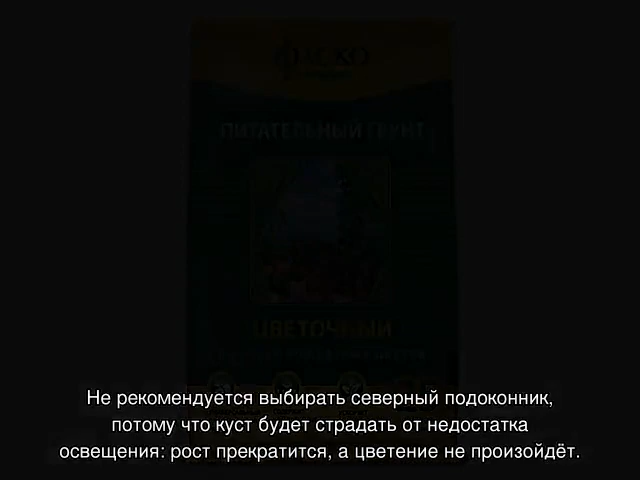 ФАСКО
ПИТАТЕЛЬНЫЙ ГРУНТ
ЦВЕТОЧНЫЙ
Не рекомендуется выбирать северный подоконник,
потому что куст будет страдать от недостатка
освещения: рост прекратится, а цветение не произойдёт.